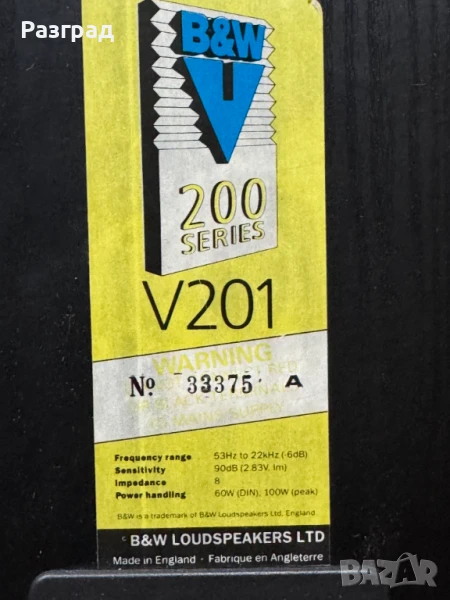 Разград
B&W
200
SERIES
V201
WARNING
Nº 33375 A
Frequency range 53Hz to 22kHz (-6dB)
Sensitivity 90dB (2.83V, lm)
Impedance 8
Power handling 60W (DIN), 100W (peak)
B&W is a trademark of B&W Loudspeakers Ltd, England
B&W LOUDSPEAKERS LTD
Made in England · Fabrique en Angleterre
BAZAR